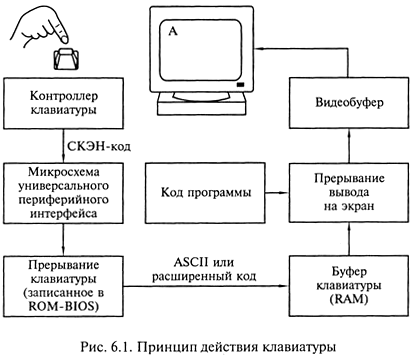 A
Контроллер
клавиатуры
Видеобуфер
СКЭН-код
Микросхема
универсального
периферийного
интерфейса
Код программы
Прерывание
вывода
на экран
Прерывание
клавиатуры
(записанное в
ROM-BIOS)
ASCII или
расширенный код
Буфер
клавиатуры
(RAM)
Рис. 6.1. Принцип действия клавиатуры